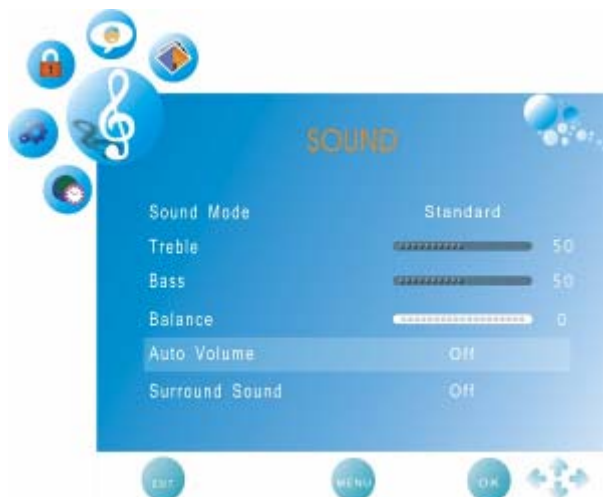 SOUND
Sound Mode Standard
Treble 50
Bass 50
Balance 0
Auto Volume Off
Surround Sound Off
EXIT MENU OK